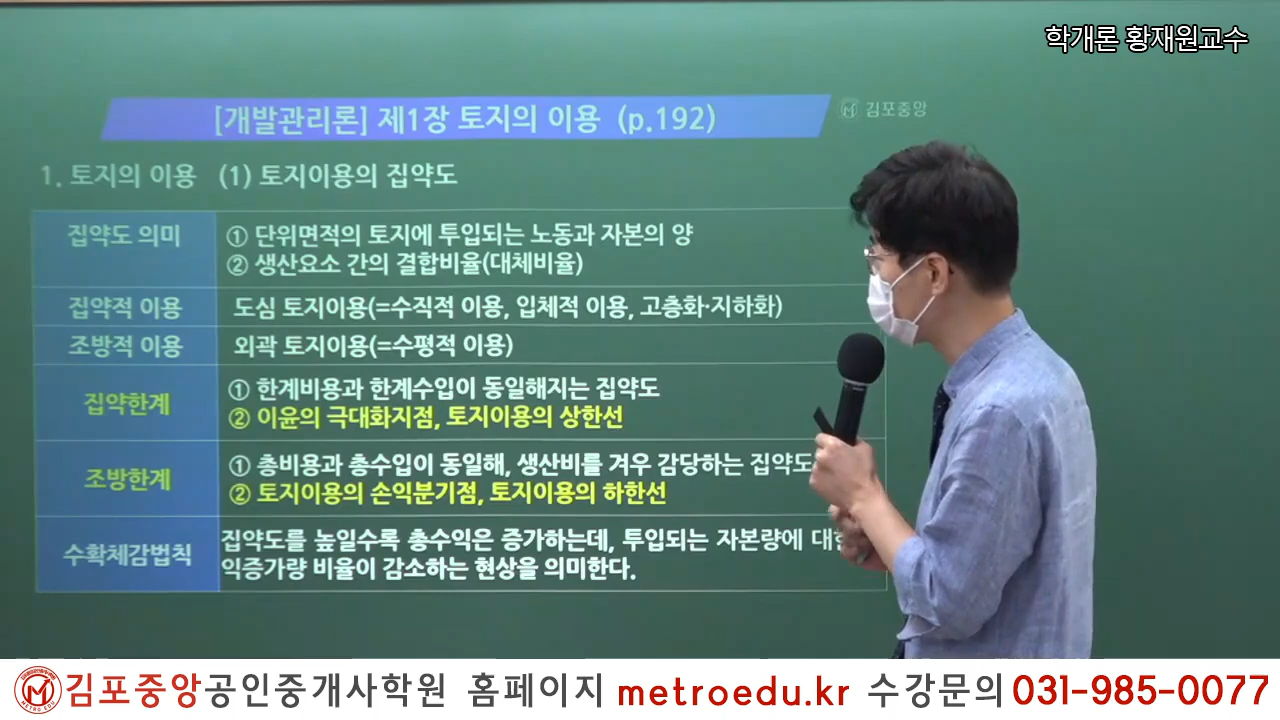 학개론 황재원교수
[개발관리론] 제1장 토지의 이용 (p.192)
김포중앙
1. 토지의 이용 (1) 토지이용의 집약도
집약도 의미
① 단위면적의 토지에 투입되는 노동과 자본의 양
② 생산요소 간의 결합비율(대체비율)
집약적 이용
도심 토지이용(=수직적 이용, 입체적 이용, 고층화·지하화)
조방적 이용
외곽 토지이용(=수평적 이용)
집약한계
① 한계비용과 한계수입이 동일해지는 집약도
② 이윤의 극대화지점, 토지이용의 상한선
조방한계
① 총비용과 총수입이 동일해, 생산비를 겨우 감당하는 집약도
② 토지이용의 손익분기점, 토지이용의 하한선
수확체감법칙
집약도를 높일수록 총수익은 증가하는데, 투입되는 자본량에 대한
익증가량 비율이 감소하는 현상을 의미한다.
METRO EDU
김포중앙공인중개사학원 홈페이지 metroedu.kr 수강문의 031-985-0077